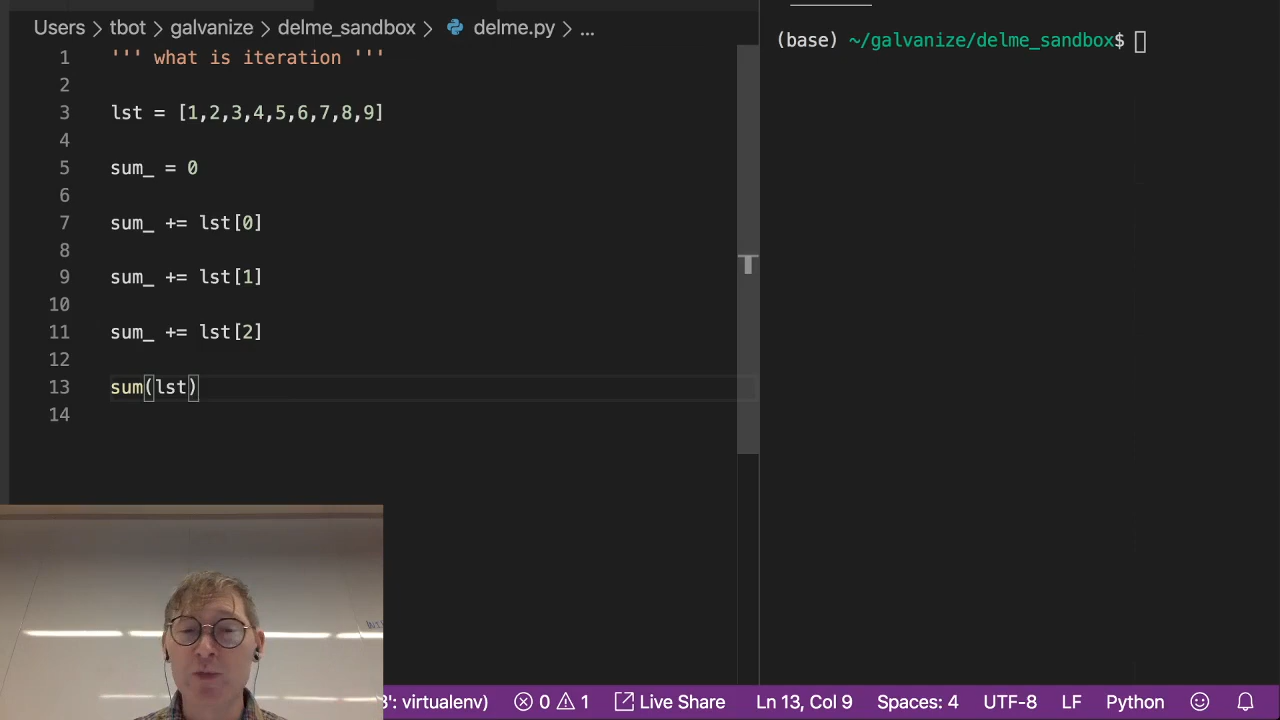 Users > tbot > galvanize > delme_sandbox > delme.py > ...
1 ''' what is iteration '''
2
3 lst = [1,2,3,4,5,6,7,8,9]
4
5 sum_ = 0
6
7 sum_ += lst[0]
8
9 sum_ += lst[1]
10
11 sum_ += lst[2]
12
13 sum(lst)
14
(base) ~/galvanize/delme_sandbox$
3': virtualenv) 0 1 Live Share Ln 13, Col 9 Spaces: 4 UTF-8 LF Python